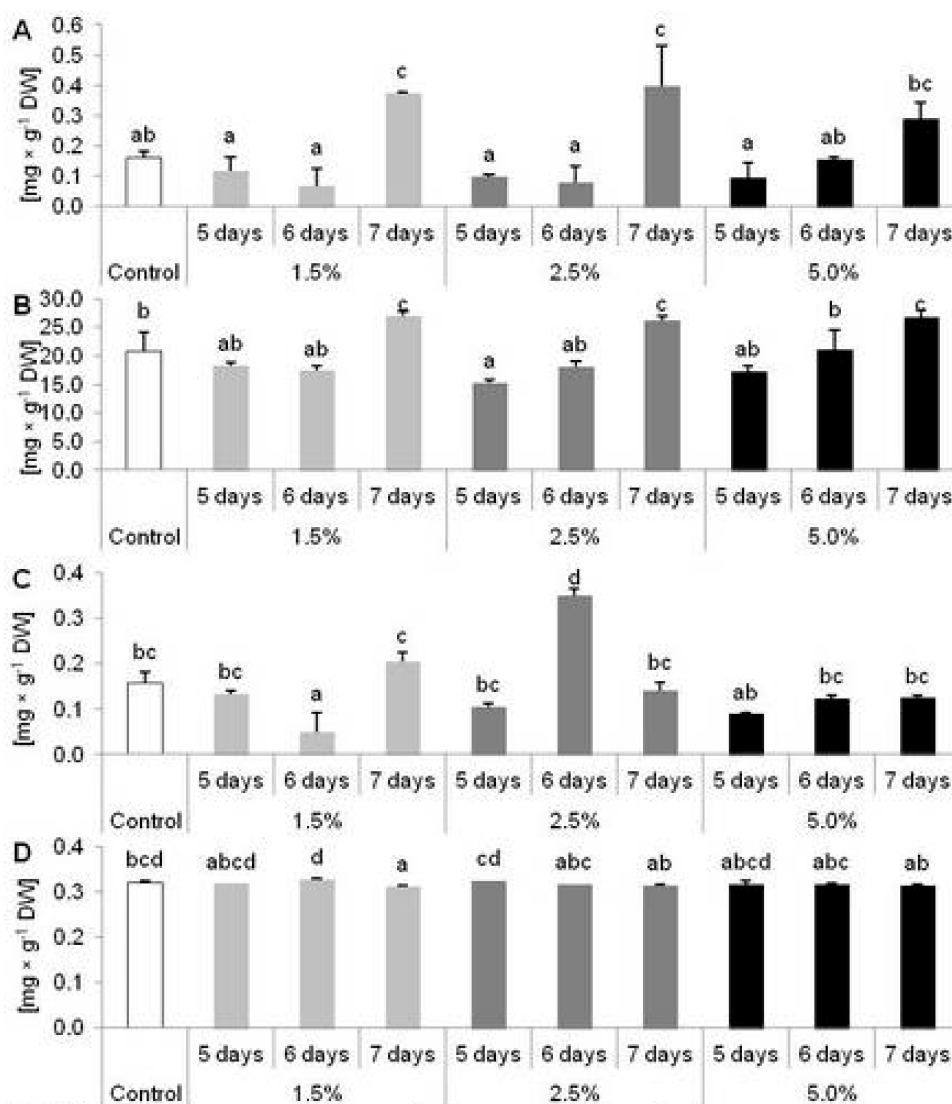 A
0.6
0.5
0.4
0.3
0.2
0.1
0.0
[mg × g-1 DW]
ab a a c a a c a ab bc
5 days 6 days 7 days 5 days 6 days 7 days 5 days 6 days 7 days
Control 1.5% 2.5% 5.0%
B
30.0
25.0
20.0
15.0
10.0
5.0
0.0
[mg × g-1 DW]
b ab ab c a ab c ab b c
5 days 6 days 7 days 5 days 6 days 7 days 5 days 6 days 7 days
Control 1.5% 2.5% 5.0%
C
0.4
0.3
0.2
0.1
0.0
[mg × g-1 DW]
bc bc a c bc d bc ab bc bc
5 days 6 days 7 days 5 days 6 days 7 days 5 days 6 days 7 days
Control 1.5% 2.5% 5.0%
D
0.4
0.3
0.2
0.1
0.0
[mg × g-1 DW]
bcd abcd d a cd abc ab abcd abc ab
5 days 6 days 7 days 5 days 6 days 7 days 5 days 6 days 7 days
Control 1.5% 2.5% 5.0%